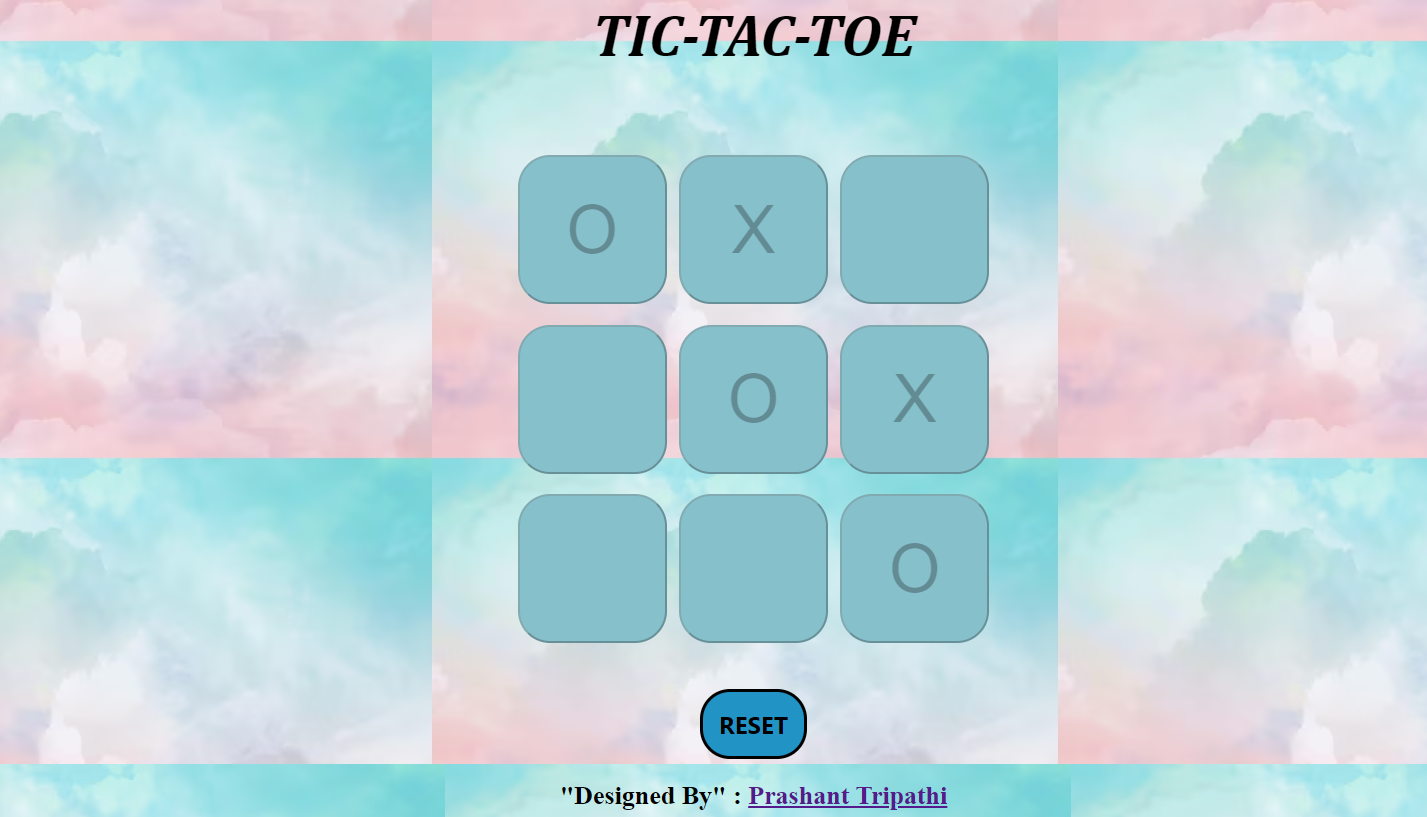 TIC-TAC-TOE
O X
O X
O
RESET
"Designed By" : Prashant Tripathi